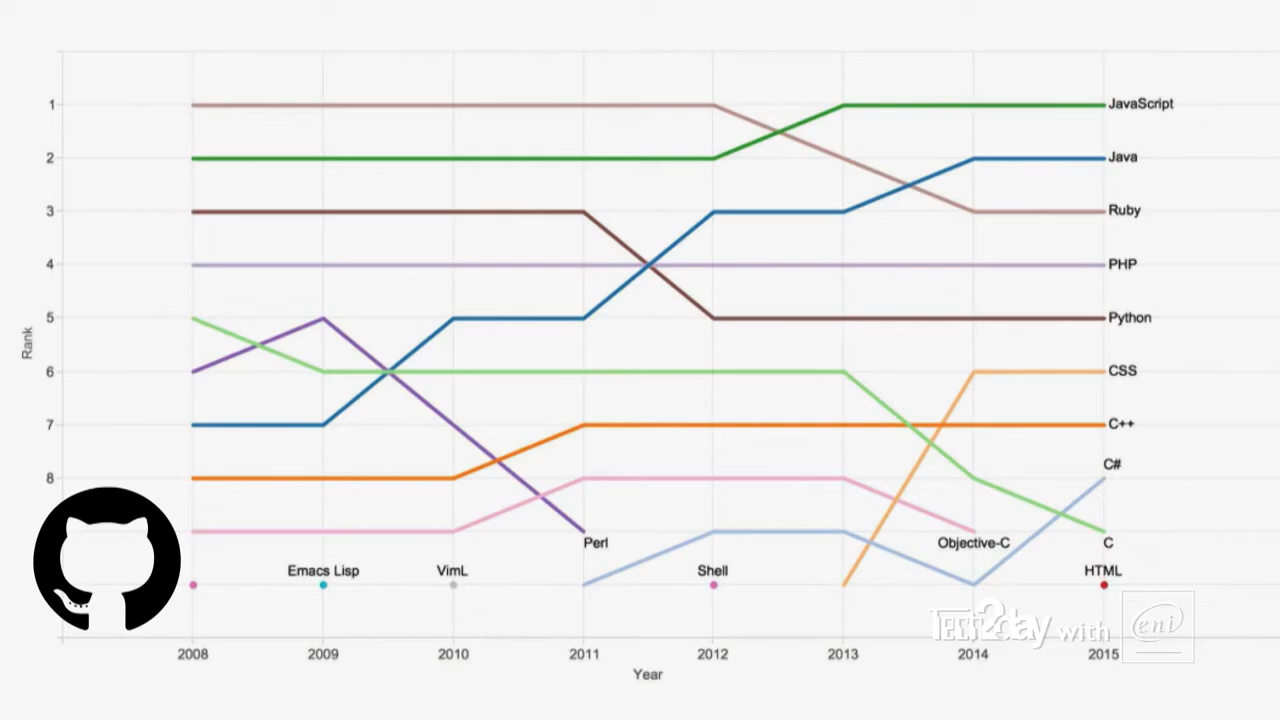 1
JavaScript
2
Java
3
Ruby
4
PHP
5
Python
Rank
6
CSS
7
C++
C#
8
Perl
Objective-C
C
Emacs Lisp
VimL
Shell
HTML
Tech2day with eni
2008
2009
2010
2011
2012
2013
2014
2015
Year